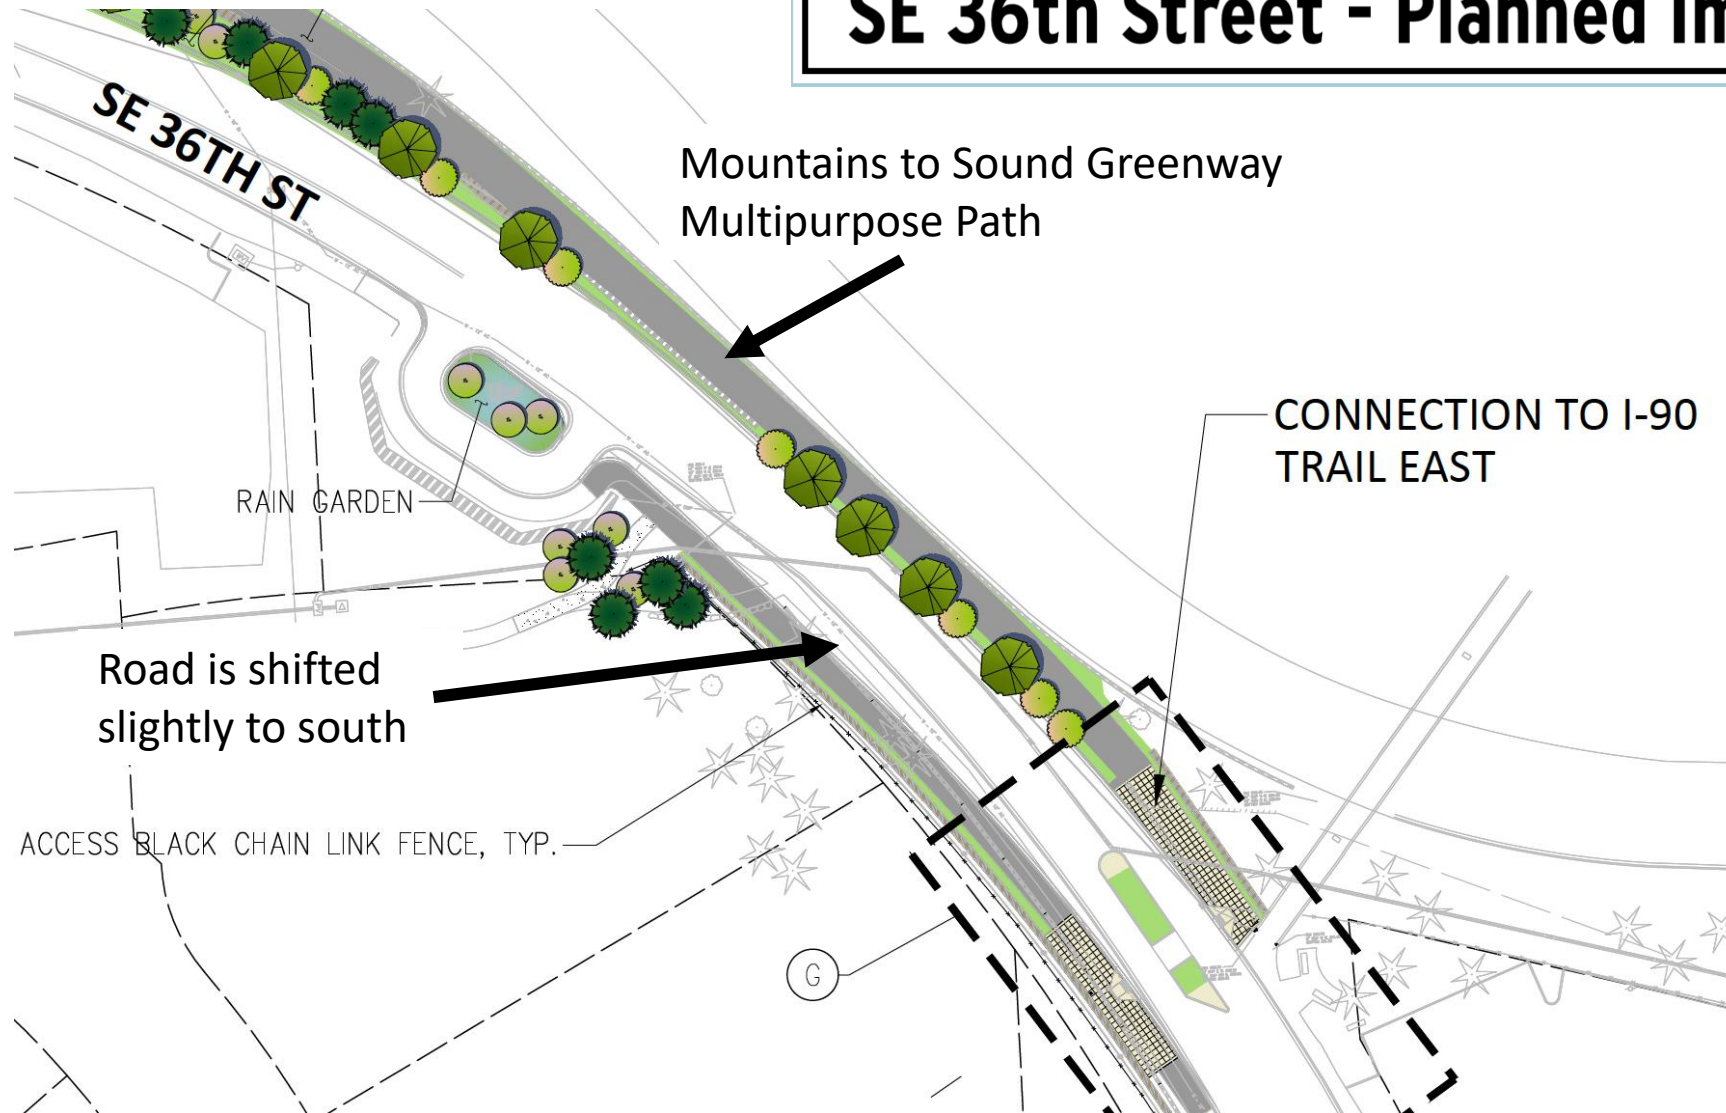 SE 36th Street - Planned Im
SE 36TH ST
Mountains to Sound Greenway
Multipurpose Path
CONNECTION TO I-90
TRAIL EAST
RAIN GARDEN
Road is shifted
slightly to south
ACCESS BLACK CHAIN LINK FENCE, TYP.
G